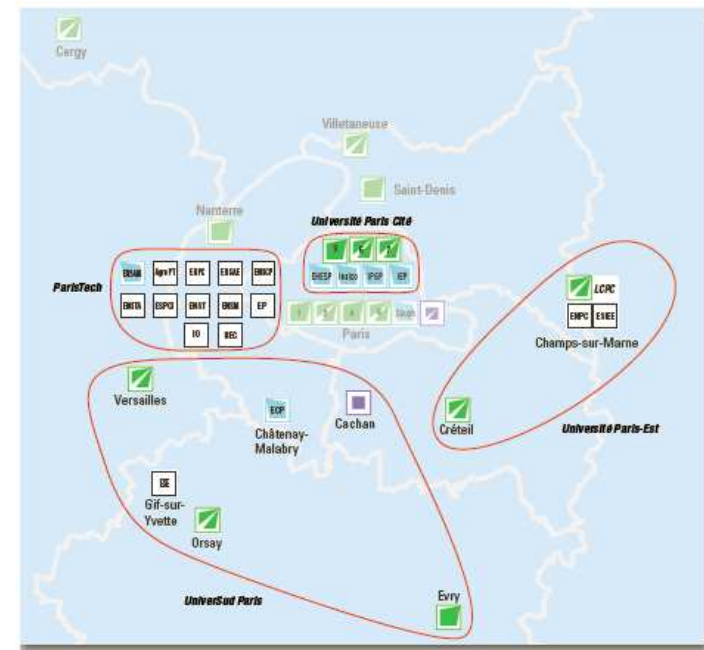 Cergy
Villetaneuse
Saint-Denis
Nanterre
Université Paris Cité
EHESP Inalco IPGP IEP
ParisTech
ENSAM AgroPT ENPC ENSAE ENSCP
ENSTA ESPCI ENST ENSM EP
IO HEC
Paris
LCPC
ENPC ESIEE
Champs-sur-Marne
Versailles
ECP
Châtenay-
Malabry
Cachan
Créteil
Université Paris-Est
Gif-sur-
Yvette
Orsay
UniverSud Paris
Evry